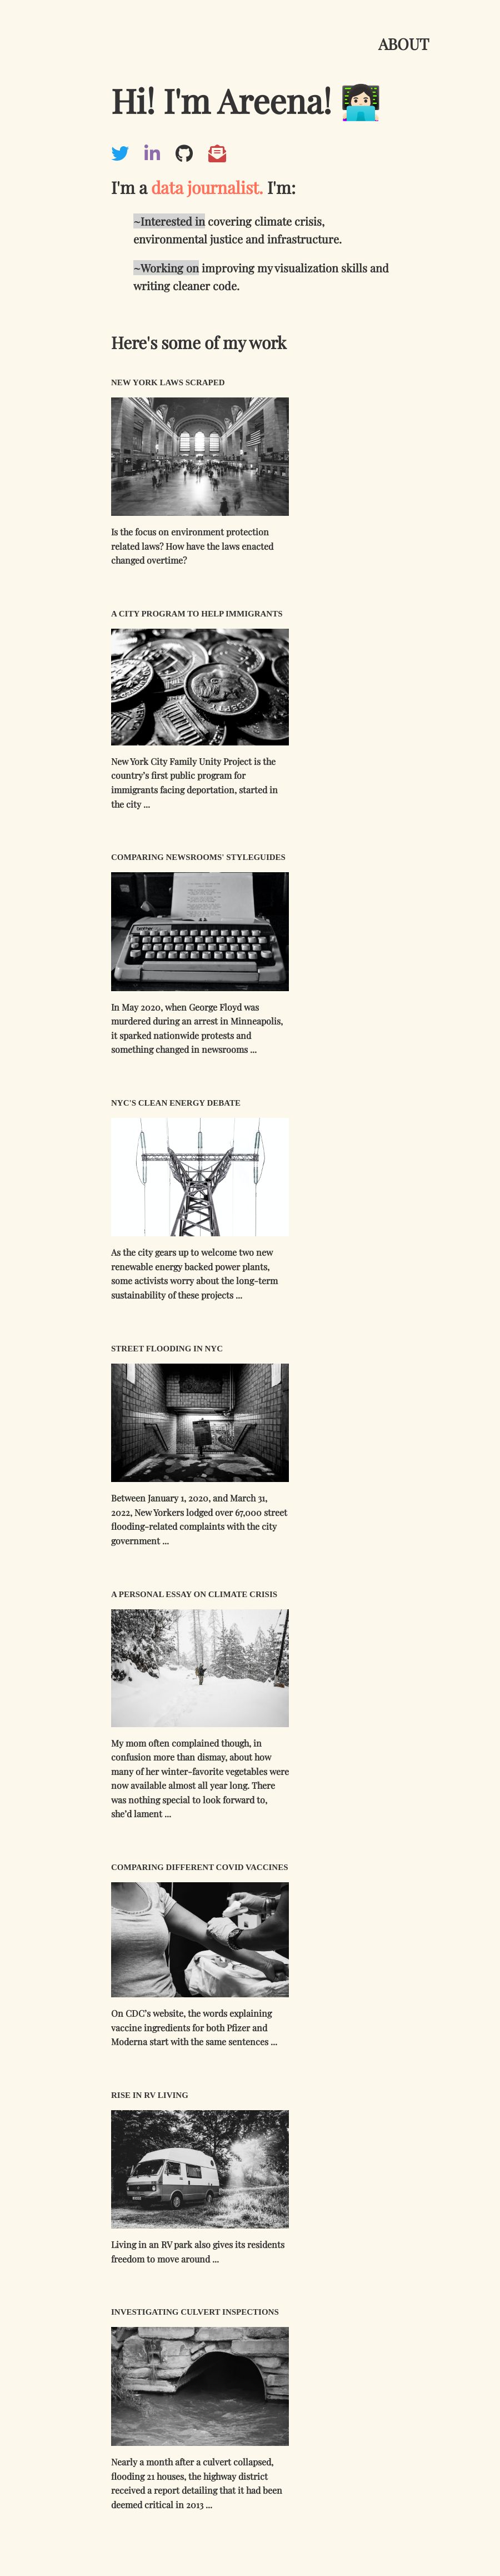 ABOUT
Hi! I'm Areena!
I'm a data journalist. I'm:
~Interested in covering climate crisis,
environmental justice and infrastructure.
~Working on improving my visualization skills and
writing cleaner code.
Here's some of my work
NEW YORK LAWS SCRAPED
Is the focus on environment protection
related laws? How have the laws enacted
changed overtime?
A CITY PROGRAM TO HELP IMMIGRANTS
New York City Family Unity Project is the
country’s first public program for
immigrants facing deportation, started in
the city ...
COMPARING NEWSROOMS' STYLEGUIDES
In May 2020, when George Floyd was
murdered during an arrest in Minneapolis,
it sparked nationwide protests and
something changed in newsrooms ...
NYC'S CLEAN ENERGY DEBATE
As the city gears up to welcome two new
renewable energy backed power plants,
some activists worry about the long-term
sustainability of these projects ...
STREET FLOODING IN NYC
Between January 1, 2020, and March 31,
2022, New Yorkers lodged over 67,000 street
flooding-related complaints with the city
government ...
A PERSONAL ESSAY ON CLIMATE CRISIS
My mom often complained though, in
confusion more than dismay, about how
many of her winter-favorite vegetables were
now available almost all year long. There
was nothing special to look forward to,
she’d lament ...
COMPARING DIFFERENT COVID VACCINES
On CDC’s website, the words explaining
vaccine ingredients for both Pfizer and
Moderna start with the same sentences ...
RISE IN RV LIVING
Living in an RV park also gives its residents
freedom to move around ...
INVESTIGATING CULVERT INSPECTIONS
Nearly a month after a culvert collapsed,
flooding 21 houses, the highway district
received a report detailing that it had been
deemed critical in 2013 ...